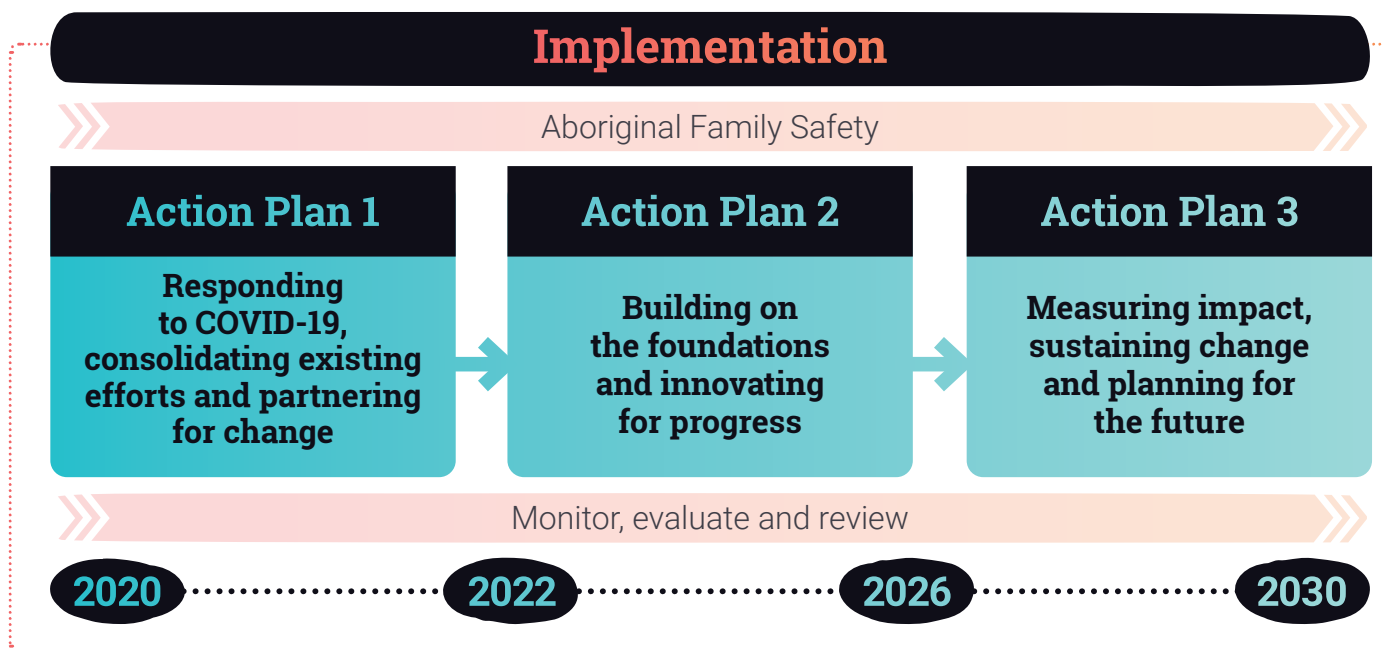 Implementation
Aboriginal Family Safety
Action Plan 1
Responding
to COVID-19,
consolidating existing
efforts and partnering
for change
Action Plan 2
Building on
the foundations
and innovating
for progress
Action Plan 3
Measuring impact,
sustaining change
and planning for
the future
Monitor, evaluate and review
2020
2022
2026
2030